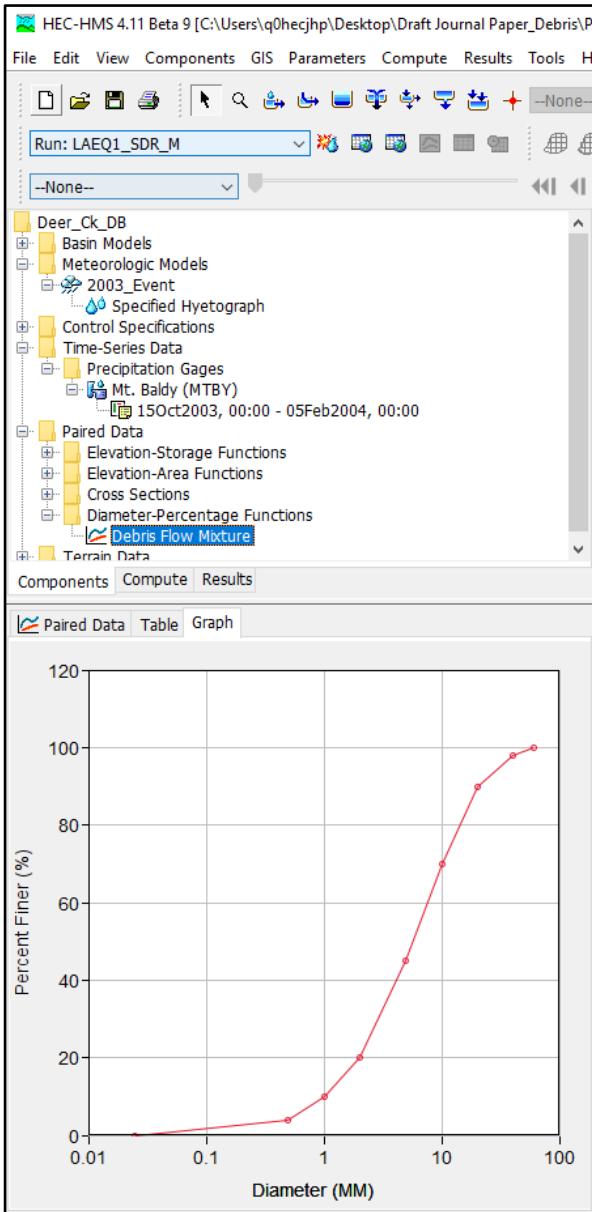 HEC-HMS 4.11 Beta 9 [C:\Users\q0hecjhp\Desktop\Draft Journal Paper_Debris\P
File Edit View Components GIS Parameters Compute Results Tools H
--None--
Run: LAEQ1_SDR_M
--None--
Deer_Ck_DB
Basin Models
Meteorologic Models
2003_Event
Specified Hyetograph
Control Specifications
Time-Series Data
Precipitation Gages
Mt. Baldy (MTBY)
15Oct2003, 00:00 - 05Feb2004, 00:00
Paired Data
Elevation-Storage Functions
Elevation-Area Functions
Cross Sections
Diameter-Percentage Functions
Debris Flow Mixture
Terrain Data
Components Compute Results
Paired Data Table Graph
120
100
80
60
40
20
0
Percent Finer (%)
0.01 0.1 1 10 100
Diameter (MM)